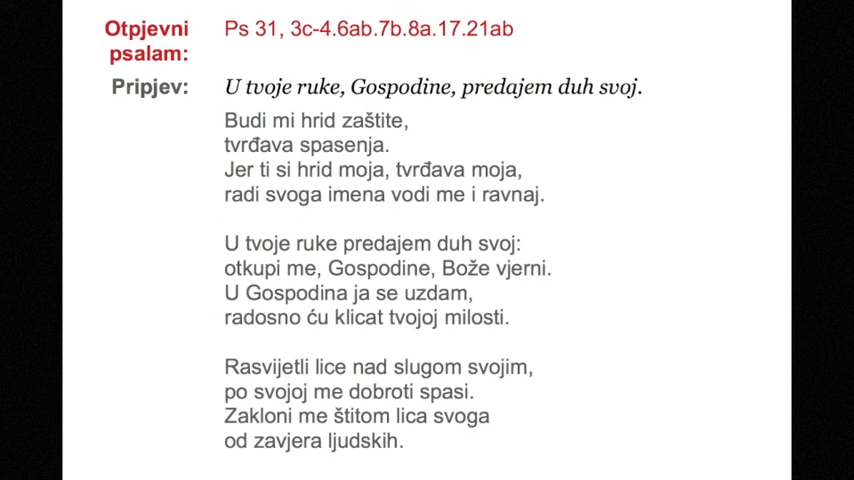 Otpjevni psalam: Ps 31, 3c-4.6ab.7b.8a.17.21ab
Pripjev: U tvoje ruke, Gospodine, predajem duh svoj.
Budi mi hrid zaštite,
tvrđava spasenja.
Jer ti si hrid moja, tvrđava moja,
radi svoga imena vodi me i ravnaj.
U tvoje ruke predajem duh svoj:
otkupi me, Gospodine, Bože vjerni.
U Gospodina ja se uzdam,
radosno ću klicat tvojoj milosti.
Rasvijetli lice nad slugom svojim,
po svojoj me dobroti spasi.
Zakloni me štitom lica svoga
od zavjera ljudskih.